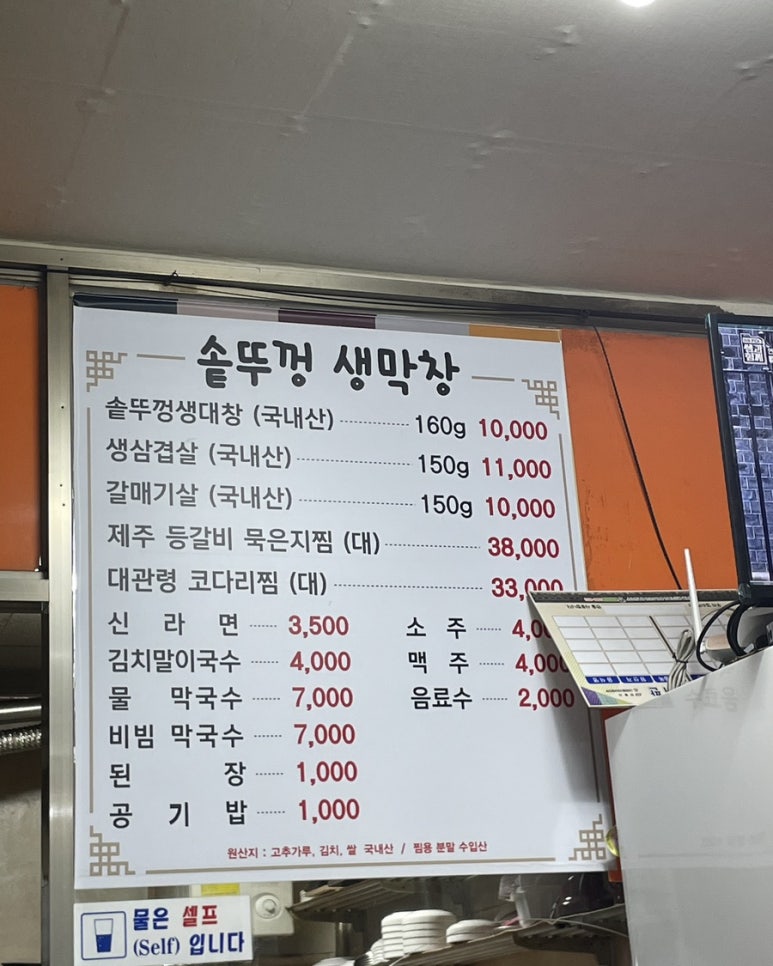 솥뚜껑 생막창
솥뚜껑생대창 (국내산) 160g 10,000
생삼겹살 (국내산) 150g 11,000
갈매기살 (국내산) 150g 10,000
제주 등갈비 묵은지찜 (대) 38,000
대관령 코다리찜 (대) 33,000
신라면 3,500 소주
김치말이국수 4,000 맥주 4,000
물 막국수 7,000 음료수 2,000
비빔 막국수 7,000
된장 1,000
공기밥 1,000
원산지 : 고추가루, 김치, 쌀 국내산 / 찜용 분말 수입산
물은 셀프
(Self) 입니다